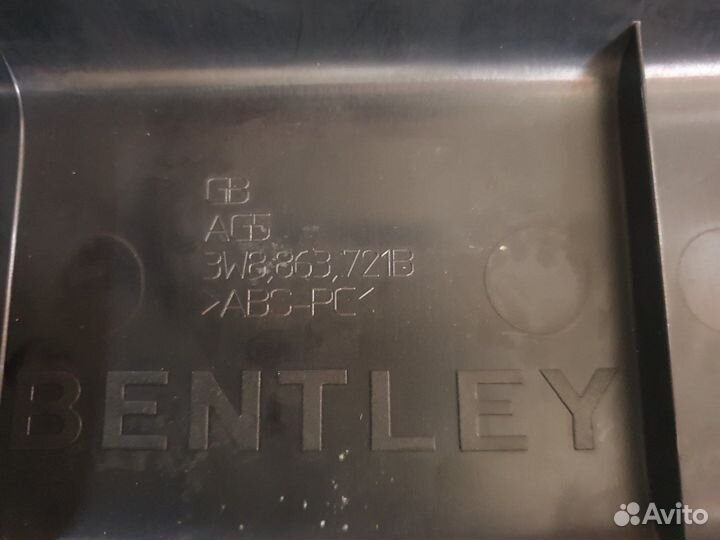 GB
AG5
3W8,863,721B
>ABS-PC<
BENTLEY
Avito